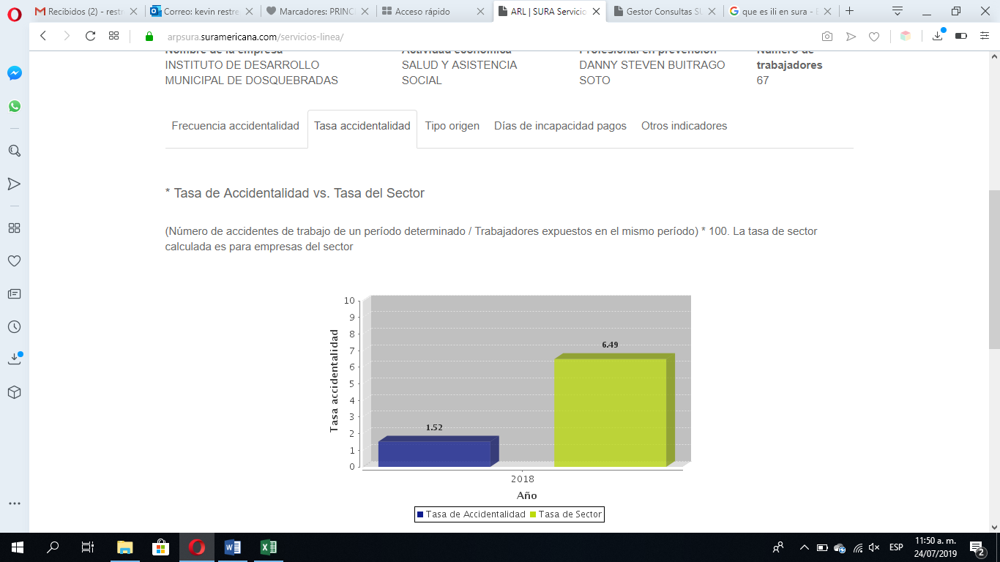 Recibidos (2) - rest
Correo: kevin restre
Marcadores: PRINC
Acceso rápido
ARL | SURA Servicio
Gestor Consultas SU
que es ili en sura - B
arpsura.suramericana.com/servicios-linea/
Nombre de la empresa
Actividad económica
Profesional en prevención
Número de
trabajadores
INSTITUTO DE DESARROLLO
MUNICIPAL DE DOSQUEBRADAS
SALUD Y ASISTENCIA
SOCIAL
DANNY STEVEN BUITRAGO
SOTO
67
Frecuencia accidentalidad
Tasa accidentalidad
Tipo origen
Días de incapacidad pagos
Otros indicadores
* Tasa de Accidentalidad vs. Tasa del Sector
(Número de accidentes de trabajo de un período determinado / Trabajadores expuestos en el mismo período) * 100. La tasa de sector
calculada es para empresas del sector
Tasa accidentalidad
10
9
8
7
6
5
4
3
2
1
0
1.52
6.49
2018
Año
Tasa de Accidentalidad
Tasa de Sector
ESP
11:50 a. m.
24/07/2019
2